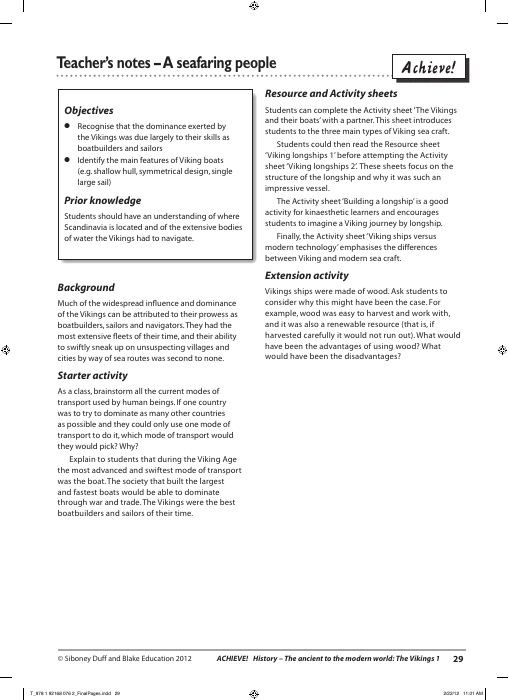 Teacher's notes – A seafaring people
Achieve!
Objectives
● Recognise that the dominance exerted by
the Vikings was due largely to their skills as
boatbuilders and sailors
● Identify the main features of Viking boats
(e.g. shallow hull, symmetrical design, single
large sail)
Prior knowledge
Students should have an understanding of where
Scandinavia is located and of the extensive bodies
of water the Vikings had to navigate.
Background
Much of the widespread influence and dominance
of the Vikings can be attributed to their prowess as
boatbuilders, sailors and navigators. They had the
most extensive fleets of their time, and their ability
to swiftly sneak up on unsuspecting villages and
cities by way of sea routes was second to none.
Starter activity
As a class, brainstorm all the current modes of
transport used by human beings. If one country
was to try to dominate as many other countries
as possible and they could only use one mode of
transport to do it, which mode of transport would
they would pick? Why?
Explain to students that during the Viking Age
the most advanced and swiftest mode of transport
was the boat. The society that built the largest
and fastest boats would be able to dominate
through war and trade. The Vikings were the best
boatbuilders and sailors of their time.
Resource and Activity sheets
Students can complete the Activity sheet 'The Vikings
and their boats' with a partner. This sheet introduces
students to the three main types of Viking sea craft.
Students could then read the Resource sheet
'Viking longships 1' before attempting the Activity
sheet 'Viking longships 2'. These sheets focus on the
structure of the longship and why it was such an
impressive vessel.
The Activity sheet 'Building a longship' is a good
activity for kinaesthetic learners and encourages
students to imagine a Viking journey by longship.
Finally, the Activity sheet 'Viking ships versus
modern technology' emphasises the differences
between Viking and modern sea craft.
Extension activity
Vikings ships were made of wood. Ask students to
consider why this might have been the case. For
example, wood was easy to harvest and work with,
and it was also a renewable resource (that is, if
harvested carefully it would not run out). What would
have been the advantages of using wood? What
would have been the disadvantages?
© Siboney Duff and Blake Education 2012
ACHIEVE! History – The ancient to the modern world: The Vikings 1 29
T_978 1 92168 076 2_FinalPages.indd 29
2/22/12 11:31 AM